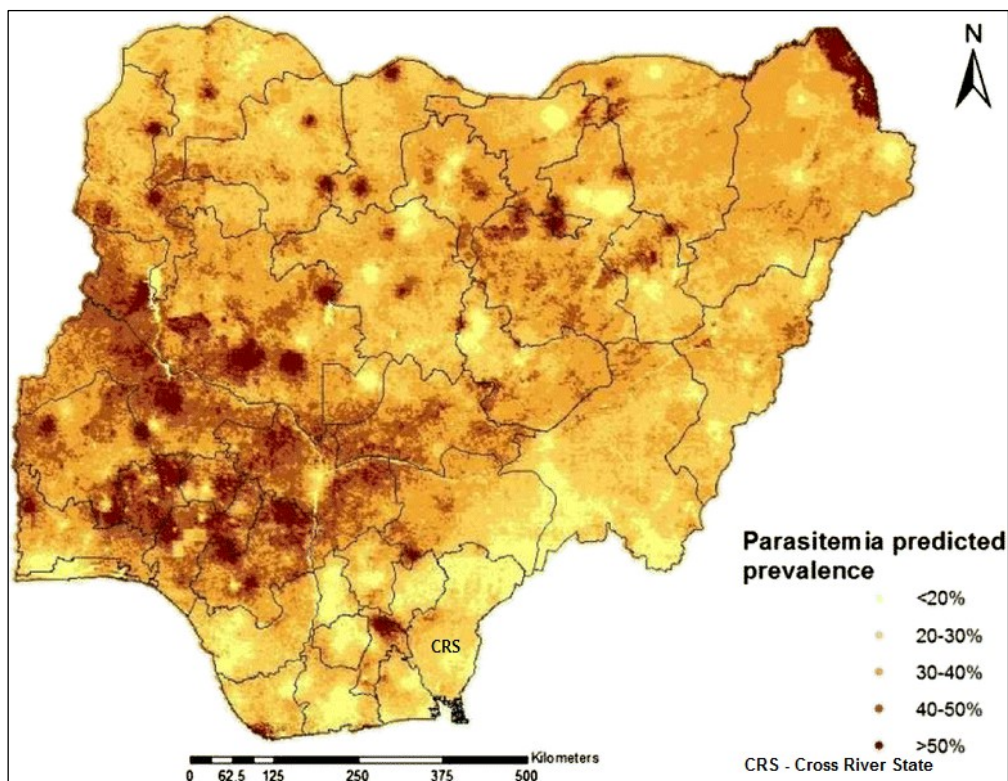 N
CRS
Parasitemia predicted
prevalence
<20%
20-30%
30-40%
40-50%
>50%
Kilometers
0 62.5 125 250 375 500
CRS - Cross River State